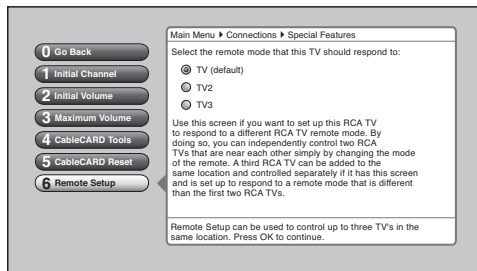 Main Menu ▶ Connections ▶ Special Features
0 Go Back
1 Initial Channel
2 Initial Volume
3 Maximum Volume
4 CableCARD Tools
5 CableCARD Reset
6 Remote Setup
Select the remote mode that this TV should respond to:
TV (default)
TV2
TV3
Use this screen if you want to set up this RCA TV
to respond to a different RCA TV remote mode. By
doing so, you can independently control two RCA
TVs that are near each other simply by changing the mode
of the remote. A third RCA TV can be added to the
same location and controlled separately if it has this screen
and is set up to respond to a remote mode that is different
than the first two RCA TVs.
Remote Setup can be used to control up to three TV's in the
same location. Press OK to continue.